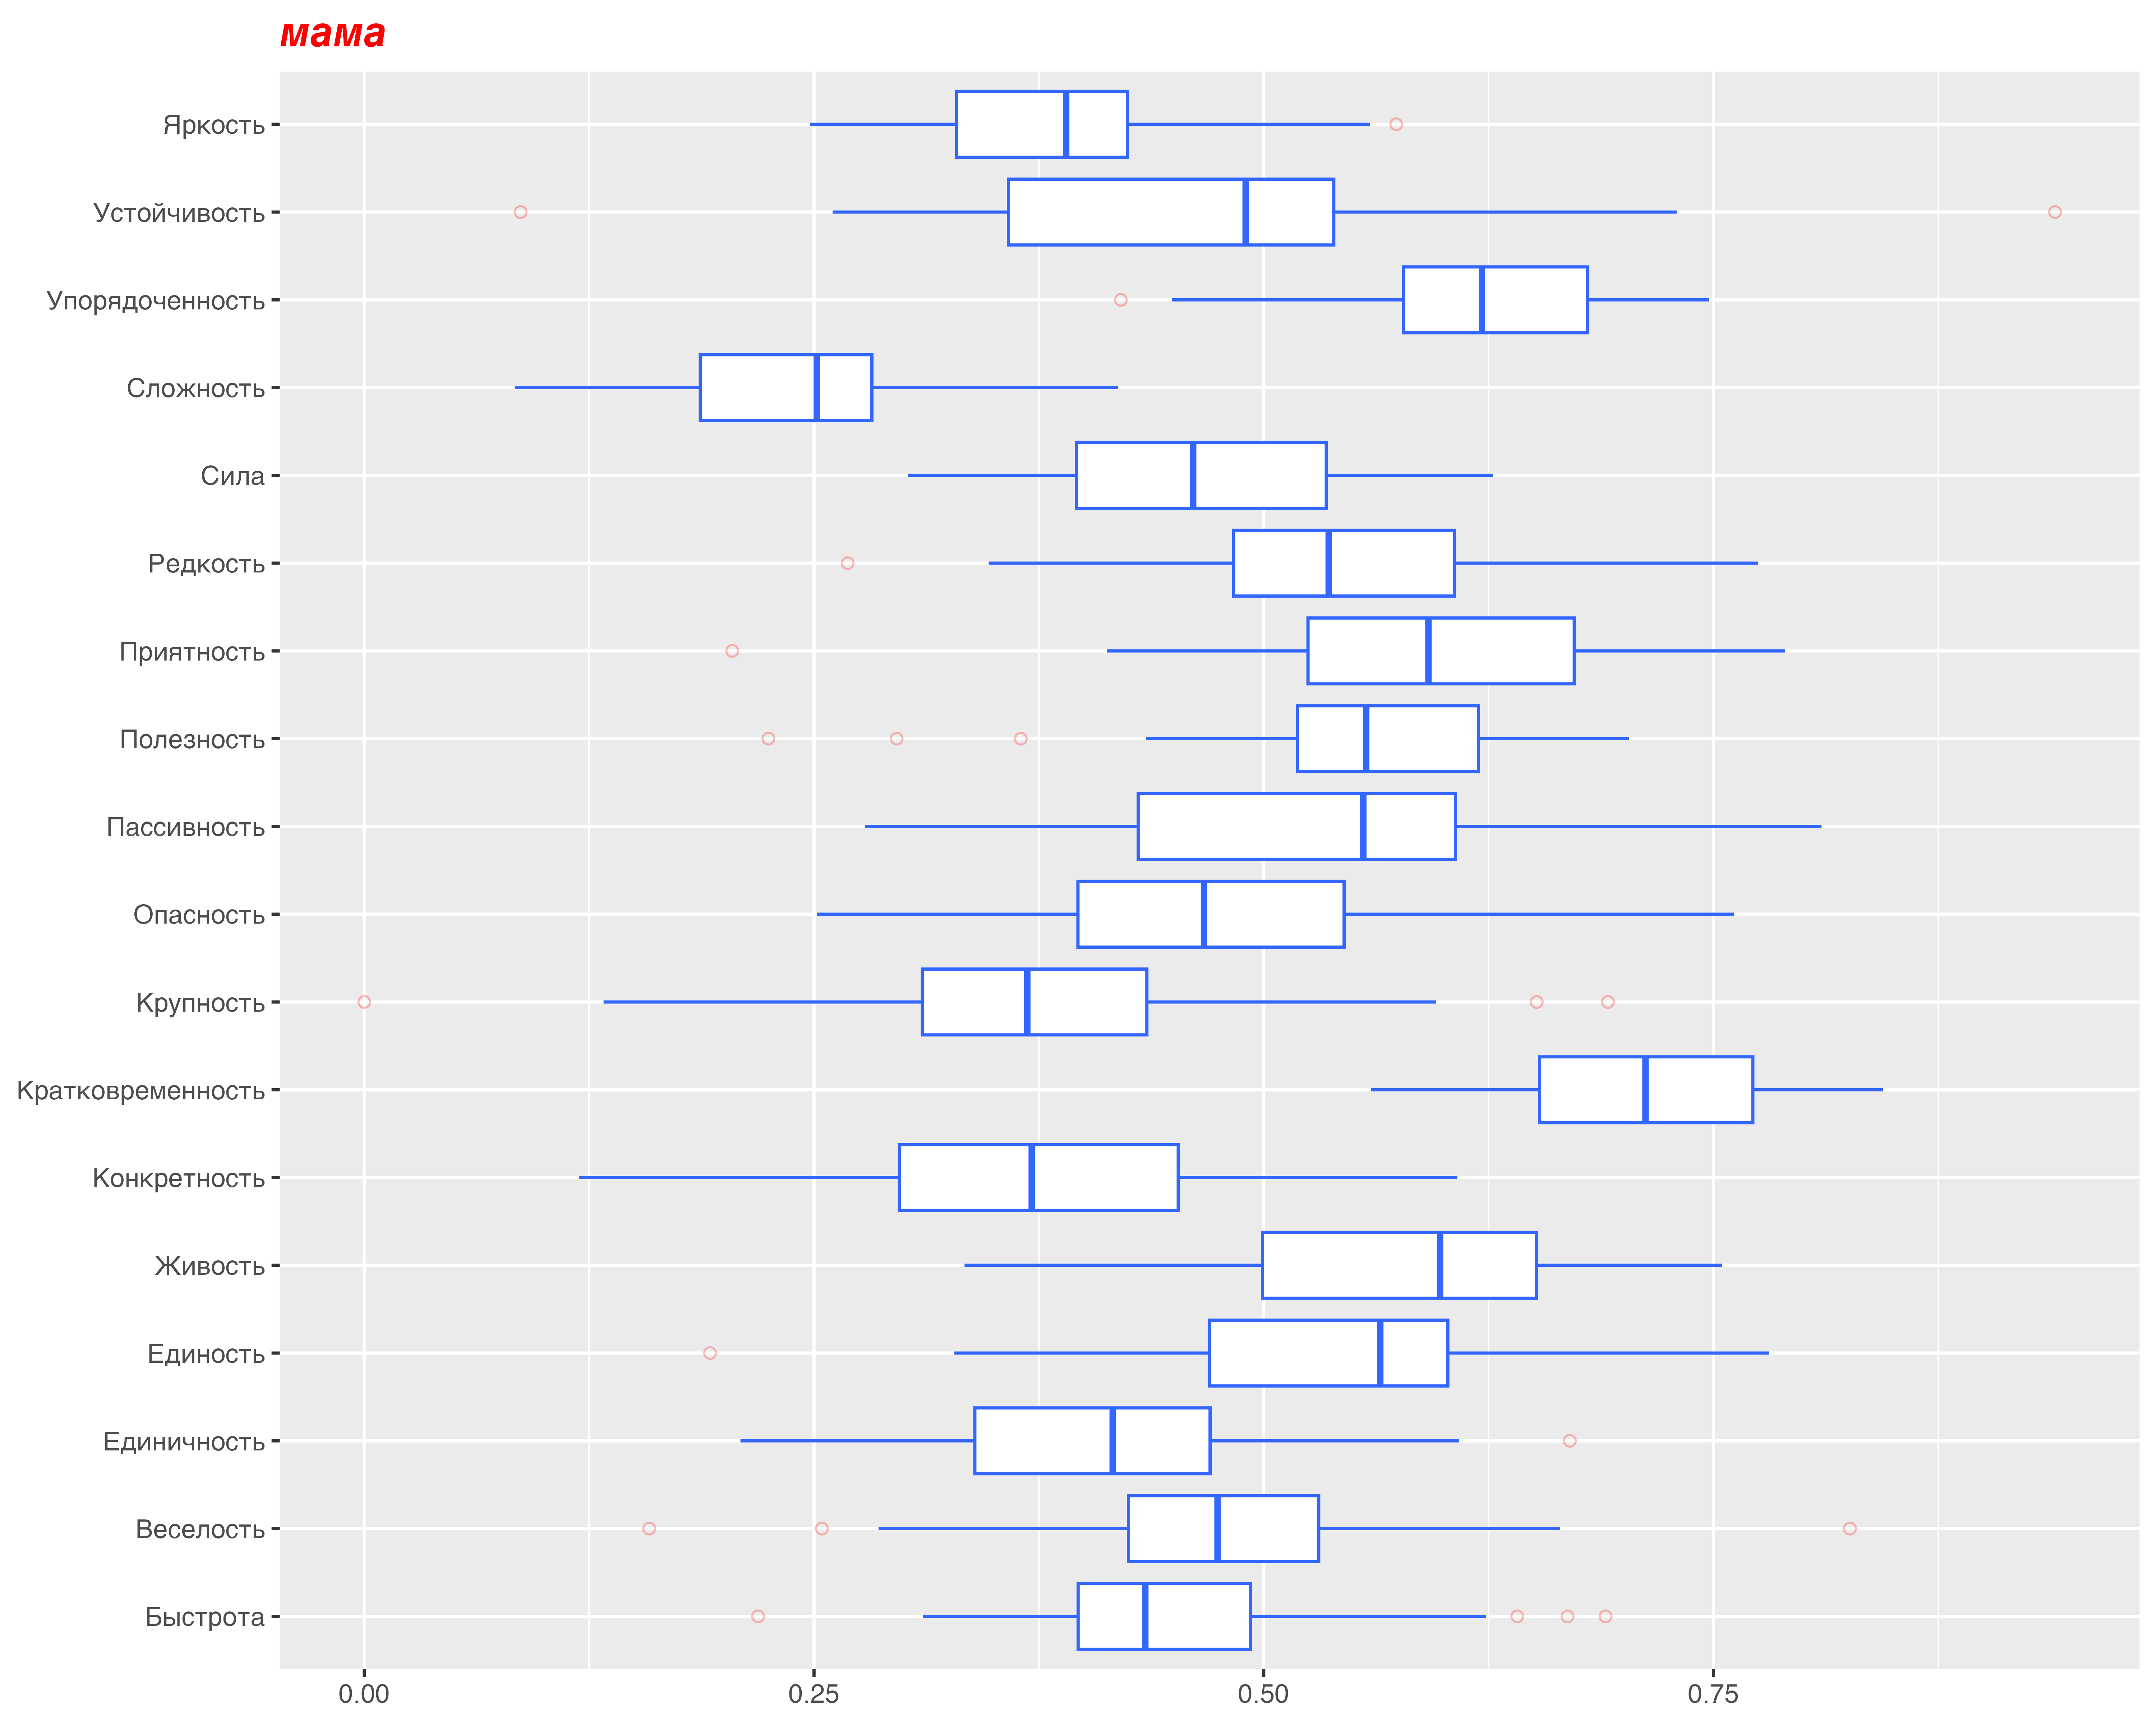 мама
Яркость
Устойчивость
Упорядоченность
Сложность
Сила
Редкость
Приятность
Полезность
Пассивность
Опасность
Крупность
Кратковременность
Конкретность
Живость
Единость
Единичность
Веселость
Быстрота
0.00 0.25 0.50 0.75